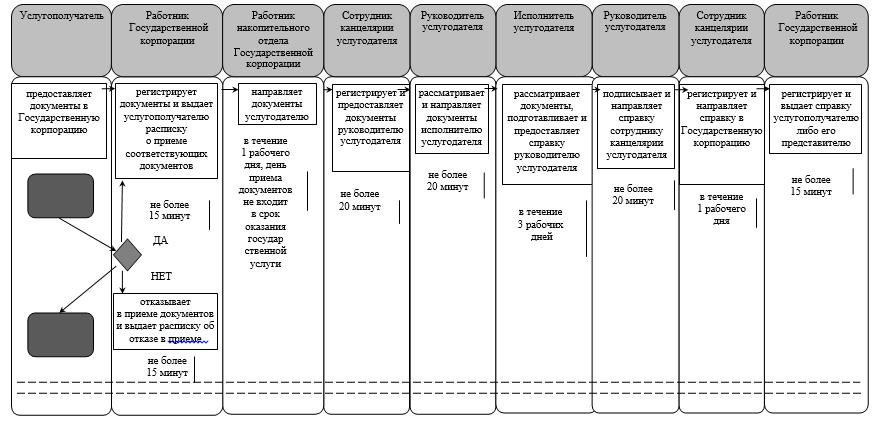 Услугополучатель
Работник
Государственной
корпорации
Работник
накопительного
отдела
Государственной
корпорации
Сотрудник
канцелярии
услугодателя
Руководитель
услугодателя
Исполнитель
услугодателя
Руководитель
услугодателя
Сотрудник
канцелярии
услугодателя
Работник
Государственной
корпорации
предоставляет
документы в
Государственную
корпорацию
регистрирует
документы и выдает
услугополучателю
расписку
о приеме
соответствующих
документов
не более
15 минут
ДА
НЕТ
отказывает
в приеме документов
и выдает расписку об
отказе в приеме
не более
15 минут
направляет
документы
услугодателю
в течение
1 рабочего
дня, день
приема
документов
не входит
в срок
оказания
государ
ственной
услуги
регистрирует и
предоставляет
документы
руководителю
услугодателя
не более
20 минут
рассматривает
и направляет
документы
исполнителю
услугодателя
не более
20 минут
рассматривает
документы,
подготавливает и
предоставляет
справку
руководителю
услугодателя
в течение
3 рабочих
дней
подписывает и
направляет
справку
сотруднику
канцелярии
услугодателя
не более
20 минут
регистрирует и
направляет
справку в
Государственную
корпорацию
в течение
1 рабочего
дня
регистрирует и
выдает справку
услугополучателю
либо его
представителю
не более
15 минут